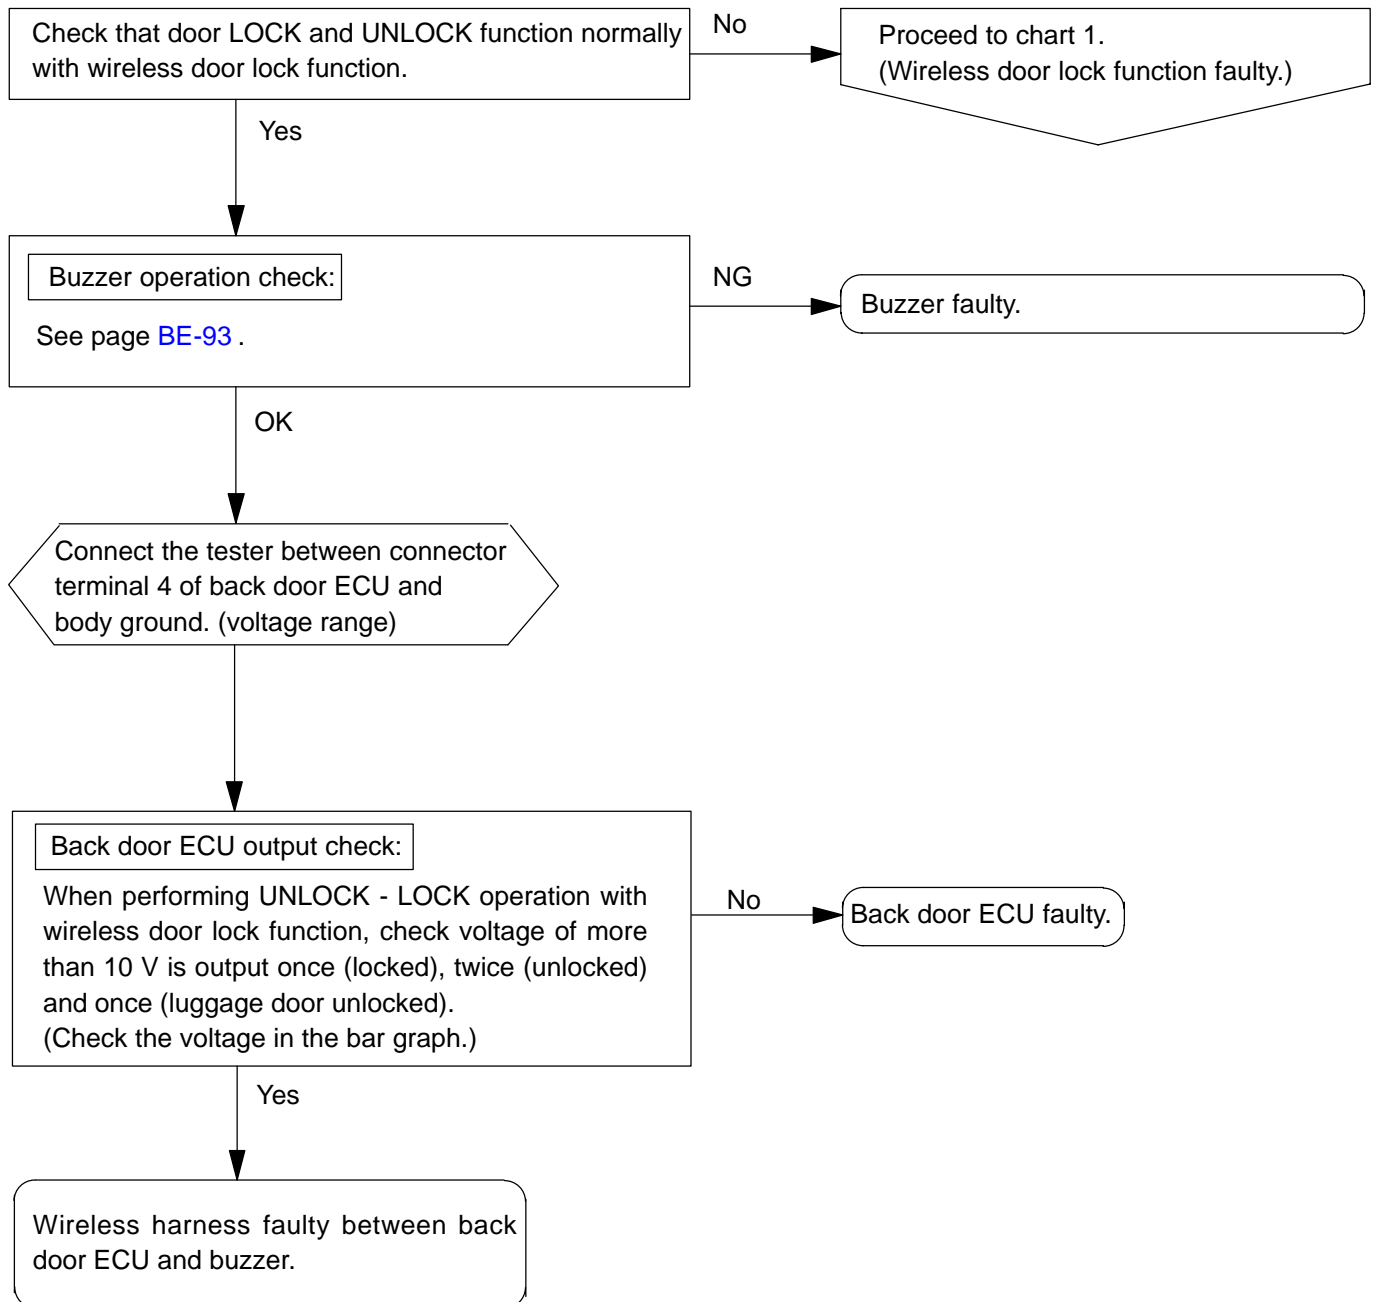 Check that door LOCK and UNLOCK function normally
with wireless door lock function.
No
Proceed to chart 1.
(Wireless door lock function faulty.)
Yes
Buzzer operation check:
See page BE-93 .
NG
Buzzer faulty.
OK
Connect the tester between connector
terminal 4 of back door ECU and
body ground. (voltage range)
Back door ECU output check:
When performing UNLOCK - LOCK operation with
wireless door lock function, check voltage of more
than 10 V is output once (locked), twice (unlocked)
and once (luggage door unlocked).
(Check the voltage in the bar graph.)
No
Back door ECU faulty.
Yes
Wireless harness faulty between back
door ECU and buzzer.